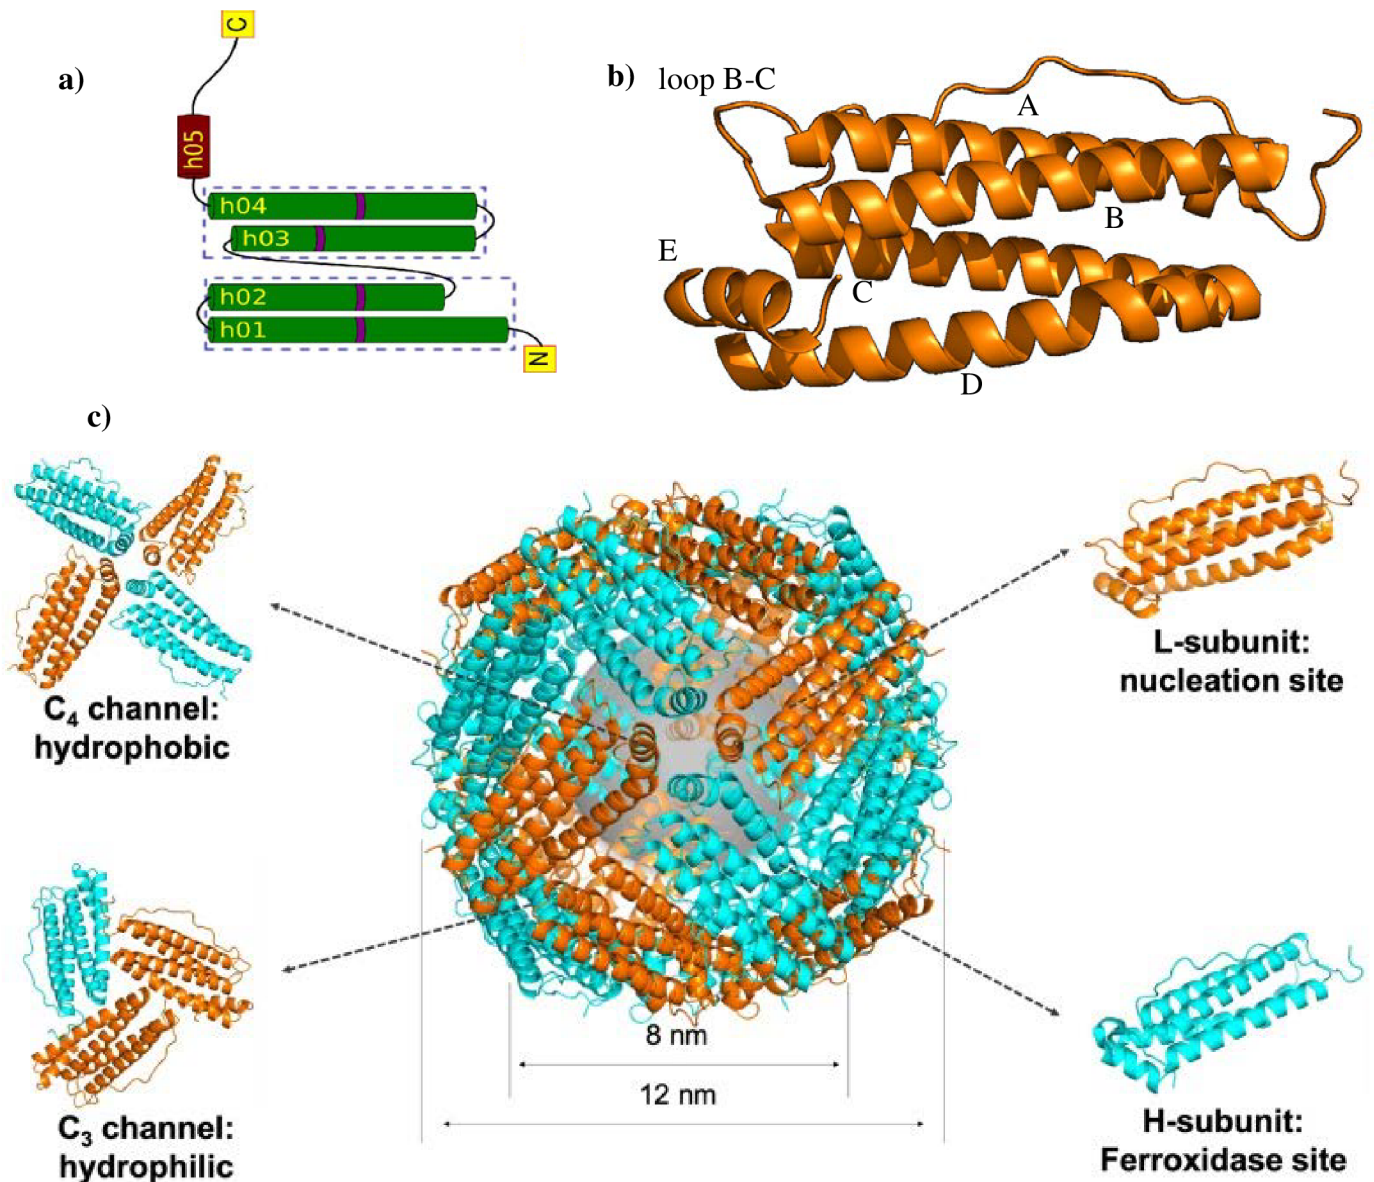 a)
C
h05
h04
h03
h02
h01
N
b) loop B-C
A
B
E
C
D
c)
C₄ channel:
hydrophobic
L-subunit:
nucleation site
C₃ channel:
hydrophilic
8 nm
12 nm
H-subunit:
Ferroxidase site